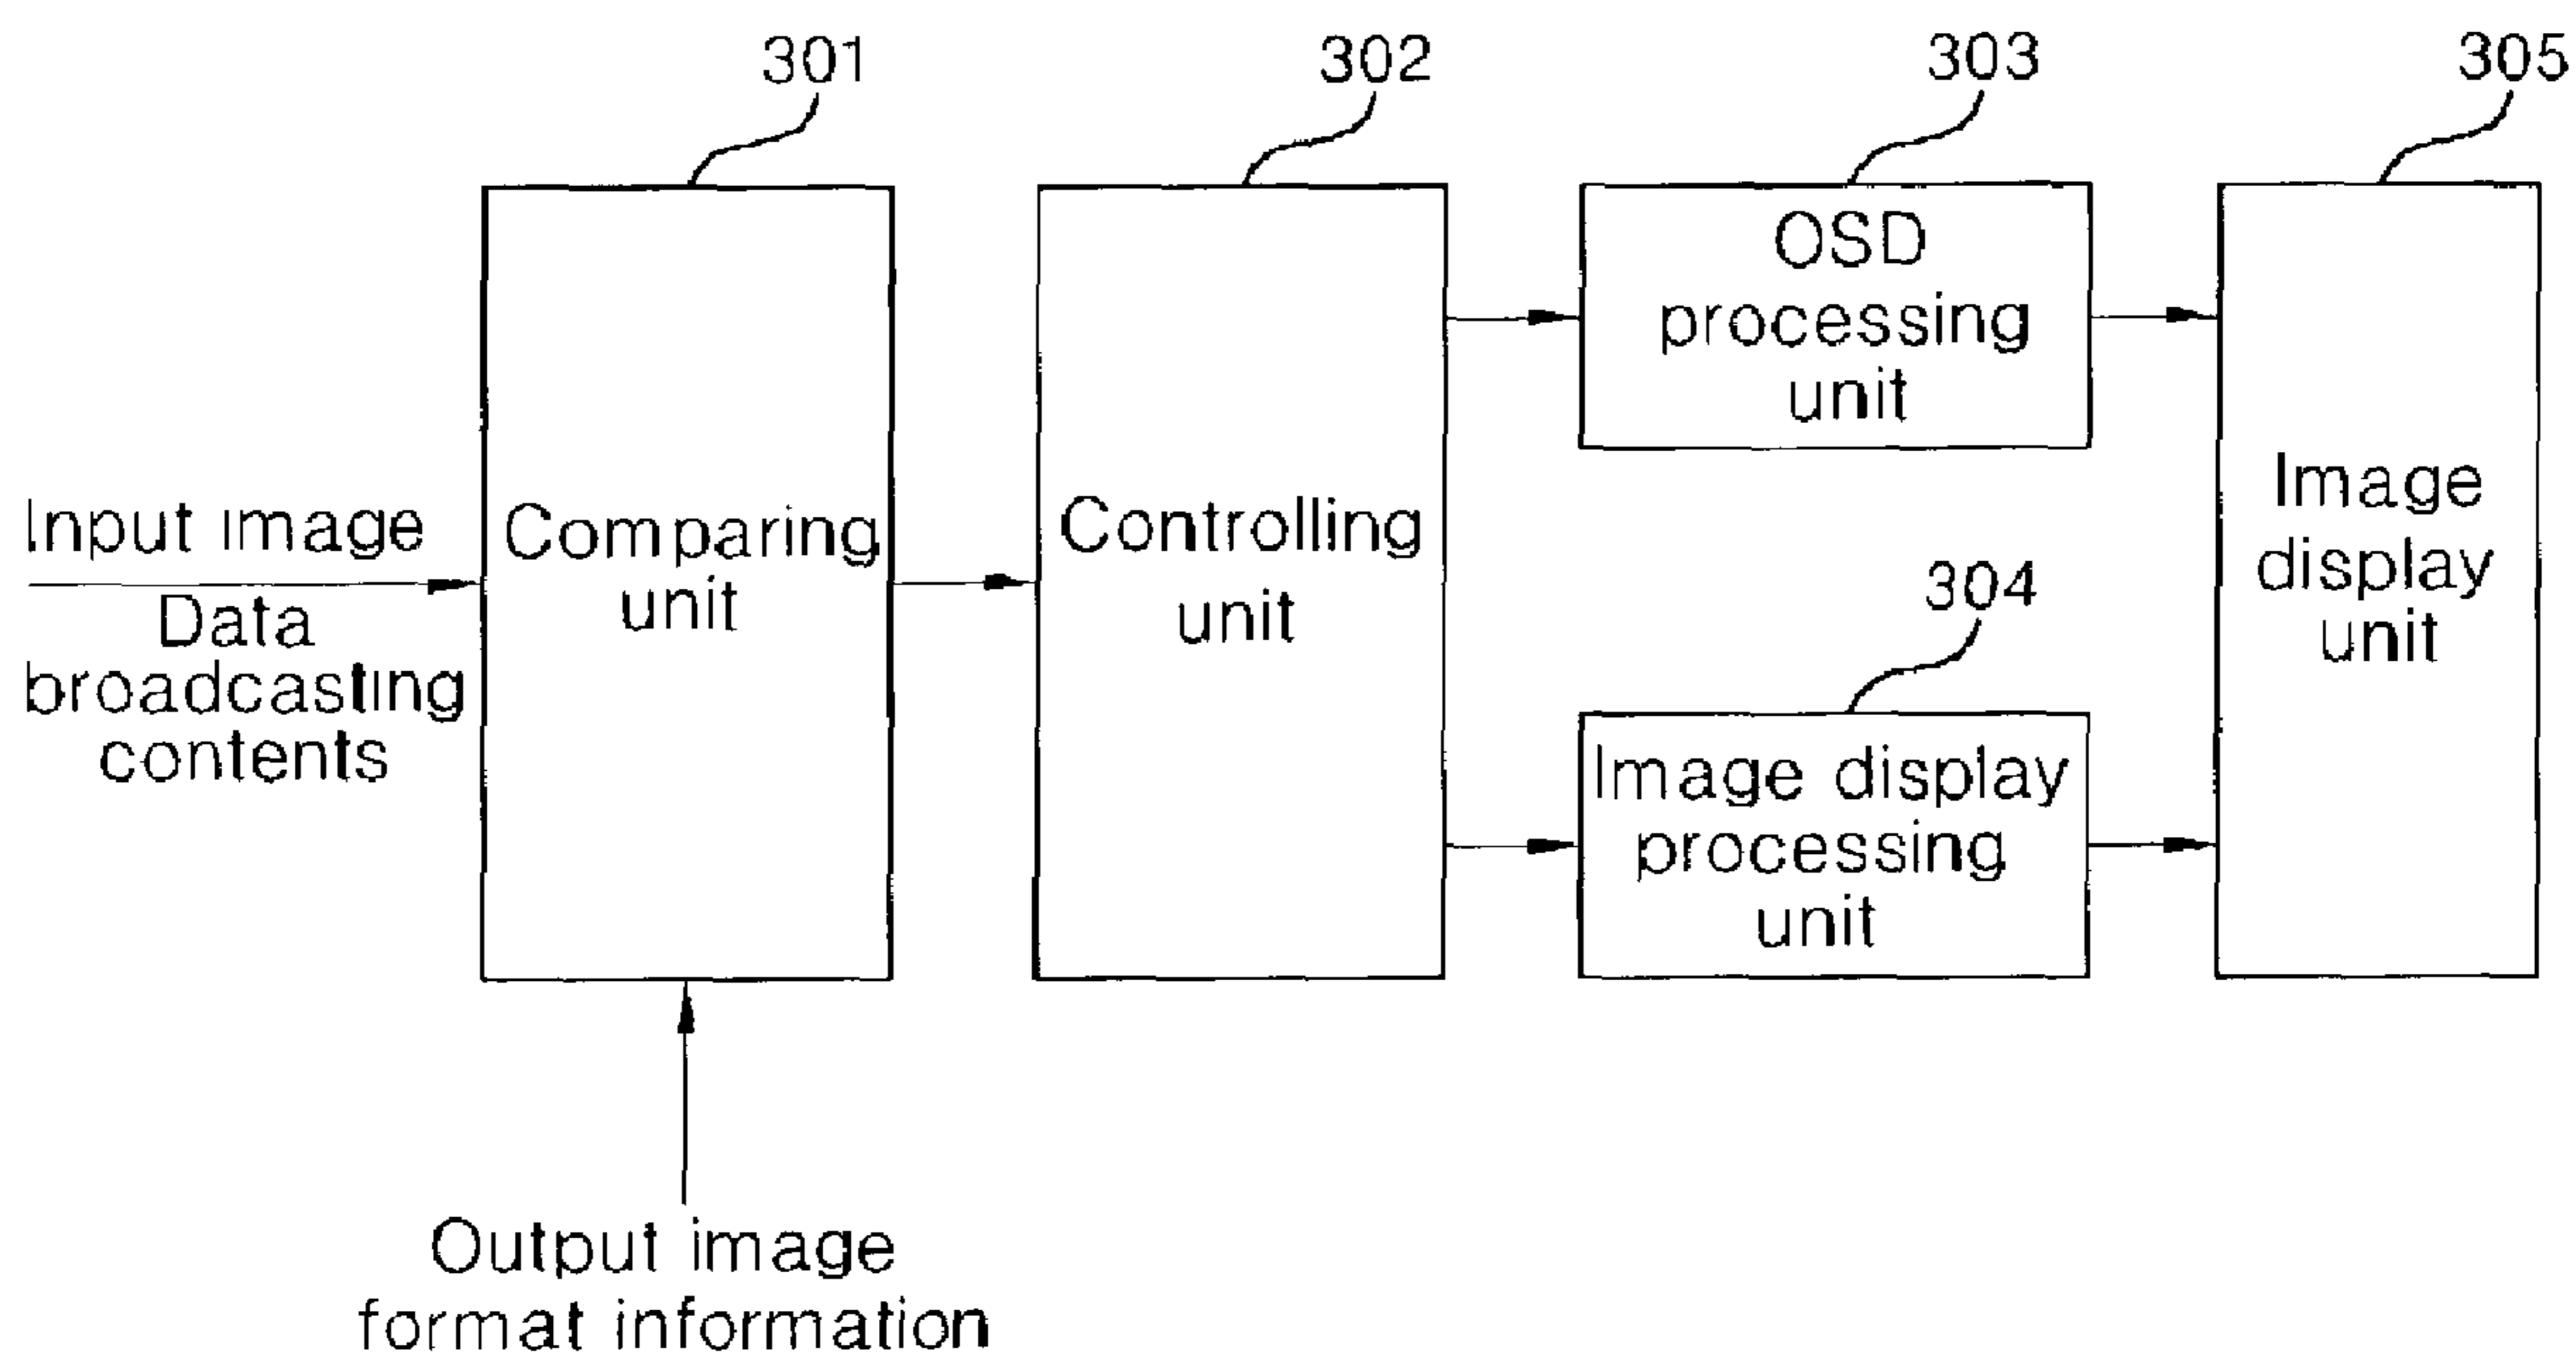 301
302
303
305
Input image
Data
broadcasting
contents
Comparing
unit
Controlling
unit
OSD
processing
unit
304
Image display
processing
unit
Image
display
unit
Output image
format information